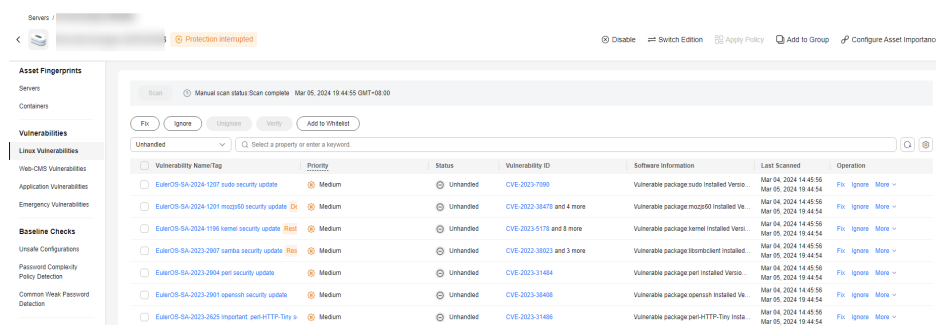 Servers /
Protection interrupted
Disable Switch Edition Apply Policy Add to Group Configure Asset Importance
Asset Fingerprints
Servers
Containers
Vulnerabilities
Linux Vulnerabilities
Web-CMS Vulnerabilities
Application Vulnerabilities
Emergency Vulnerabilities
Baseline Checks
Unsafe Configurations
Password Complexity
Policy Detection
Common Weak Password
Detection
Scan Manual scan status:Scan complete Mar 05, 2024 19:44:55 GMT+08:00
Fix Ignore Unignore Verify Add to Whitelist
Unhandled Select a property or enter a keyword.
Vulnerability Name/Tag Priority Status Vulnerability ID Software Information Last Scanned Operation
EulerOS-SA-2024-1207 sudo security update Medium Unhandled CVE-2023-7090 Vulnerable package:sudo Installed Versio... Mar 04, 2024 14:45:56 Fix Ignore More
Mar 05, 2024 19:44:54
EulerOS-SA-2024-1201 mozjs60 security update Medium Unhandled CVE-2022-38478 and 4 more Vulnerable package:mozjs60 Installed Ve... Mar 04, 2024 14:45:56 Fix Ignore More
Mar 05, 2024 19:44:54
EulerOS-SA-2024-1196 kernel security update Rest Medium Unhandled CVE-2023-5178 and 8 more Vulnerable package:kernel Installed Versi... Mar 04, 2024 14:45:56 Fix Ignore More
Mar 05, 2024 19:44:54
EulerOS-SA-2023-2907 samba security update Res Medium Unhandled CVE-2022-38023 and 3 more Vulnerable package:libsmbclient Installed... Mar 04, 2024 14:45:56 Fix Ignore More
Mar 05, 2024 19:44:54
EulerOS-SA-2023-2904 perl security update Medium Unhandled CVE-2023-31484 Vulnerable package:perl Installed Versio... Mar 04, 2024 14:45:56 Fix Ignore More
Mar 05, 2024 19:44:54
EulerOS-SA-2023-2901 openssh security update Medium Unhandled CVE-2023-38408 Vulnerable package:openssh Installed Ve... Mar 04, 2024 14:45:56 Fix Ignore More
Mar 05, 2024 19:44:54
EulerOS-SA-2023-2625 Important: perl-HTTP-Tiny s Medium Unhandled CVE-2023-31486 Vulnerable package:perl-HTTP-Tiny Insta... Mar 04, 2024 14:45:56 Fix Ignore More
Mar 05, 2024 19:44:54